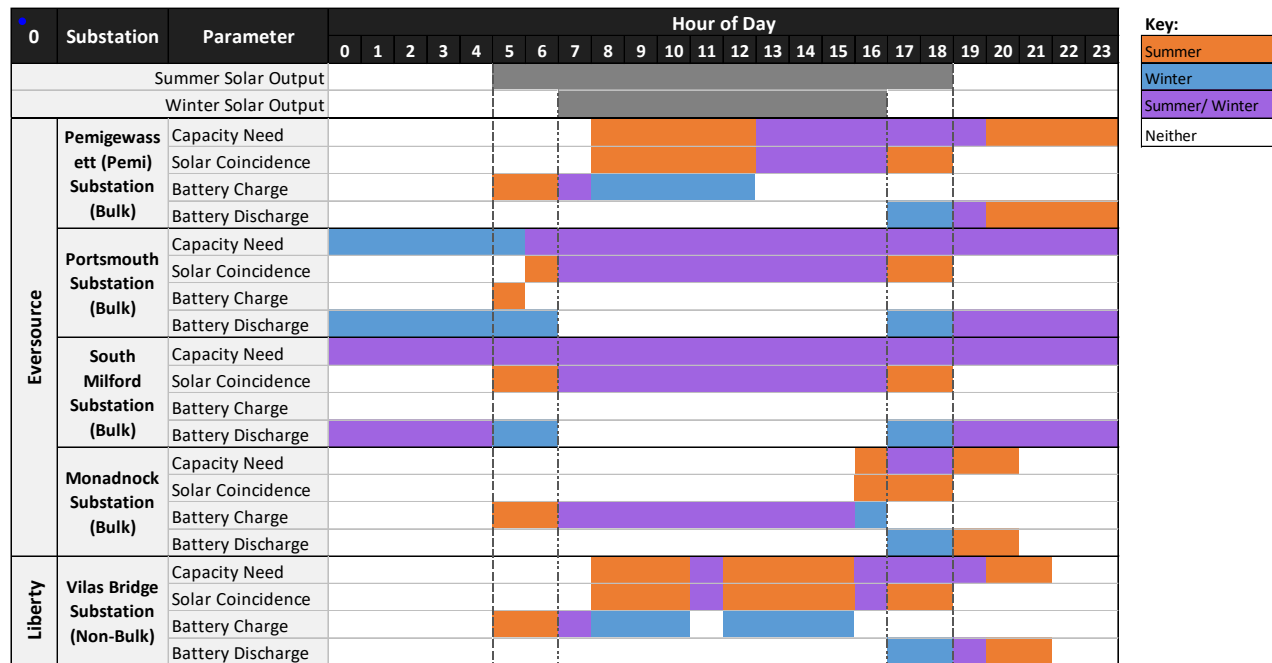 Hour of Day
0 Substation Parameter
0 1 2 3 4 5 6 7 8 9 10 11 12 13 14 15 16 17 18 19 20 21 22 23
Key:
Summer
Winter
Summer/ Winter
Neither
Summer Solar Output
Winter Solar Output
Eversource
Pemigewass
ett (Pemi)
Substation
(Bulk)
Capacity Need
Solar Coincidence
Battery Charge
Battery Discharge
Portsmouth
Substation
(Bulk)
Capacity Need
Solar Coincidence
Battery Charge
Battery Discharge
South
Milford
Substation
(Bulk)
Capacity Need
Solar Coincidence
Battery Charge
Battery Discharge
Monadnock
Substation
(Bulk)
Capacity Need
Solar Coincidence
Battery Charge
Battery Discharge
Liberty
Vilas Bridge
Substation
(Non-Bulk)
Capacity Need
Solar Coincidence
Battery Charge
Battery Discharge